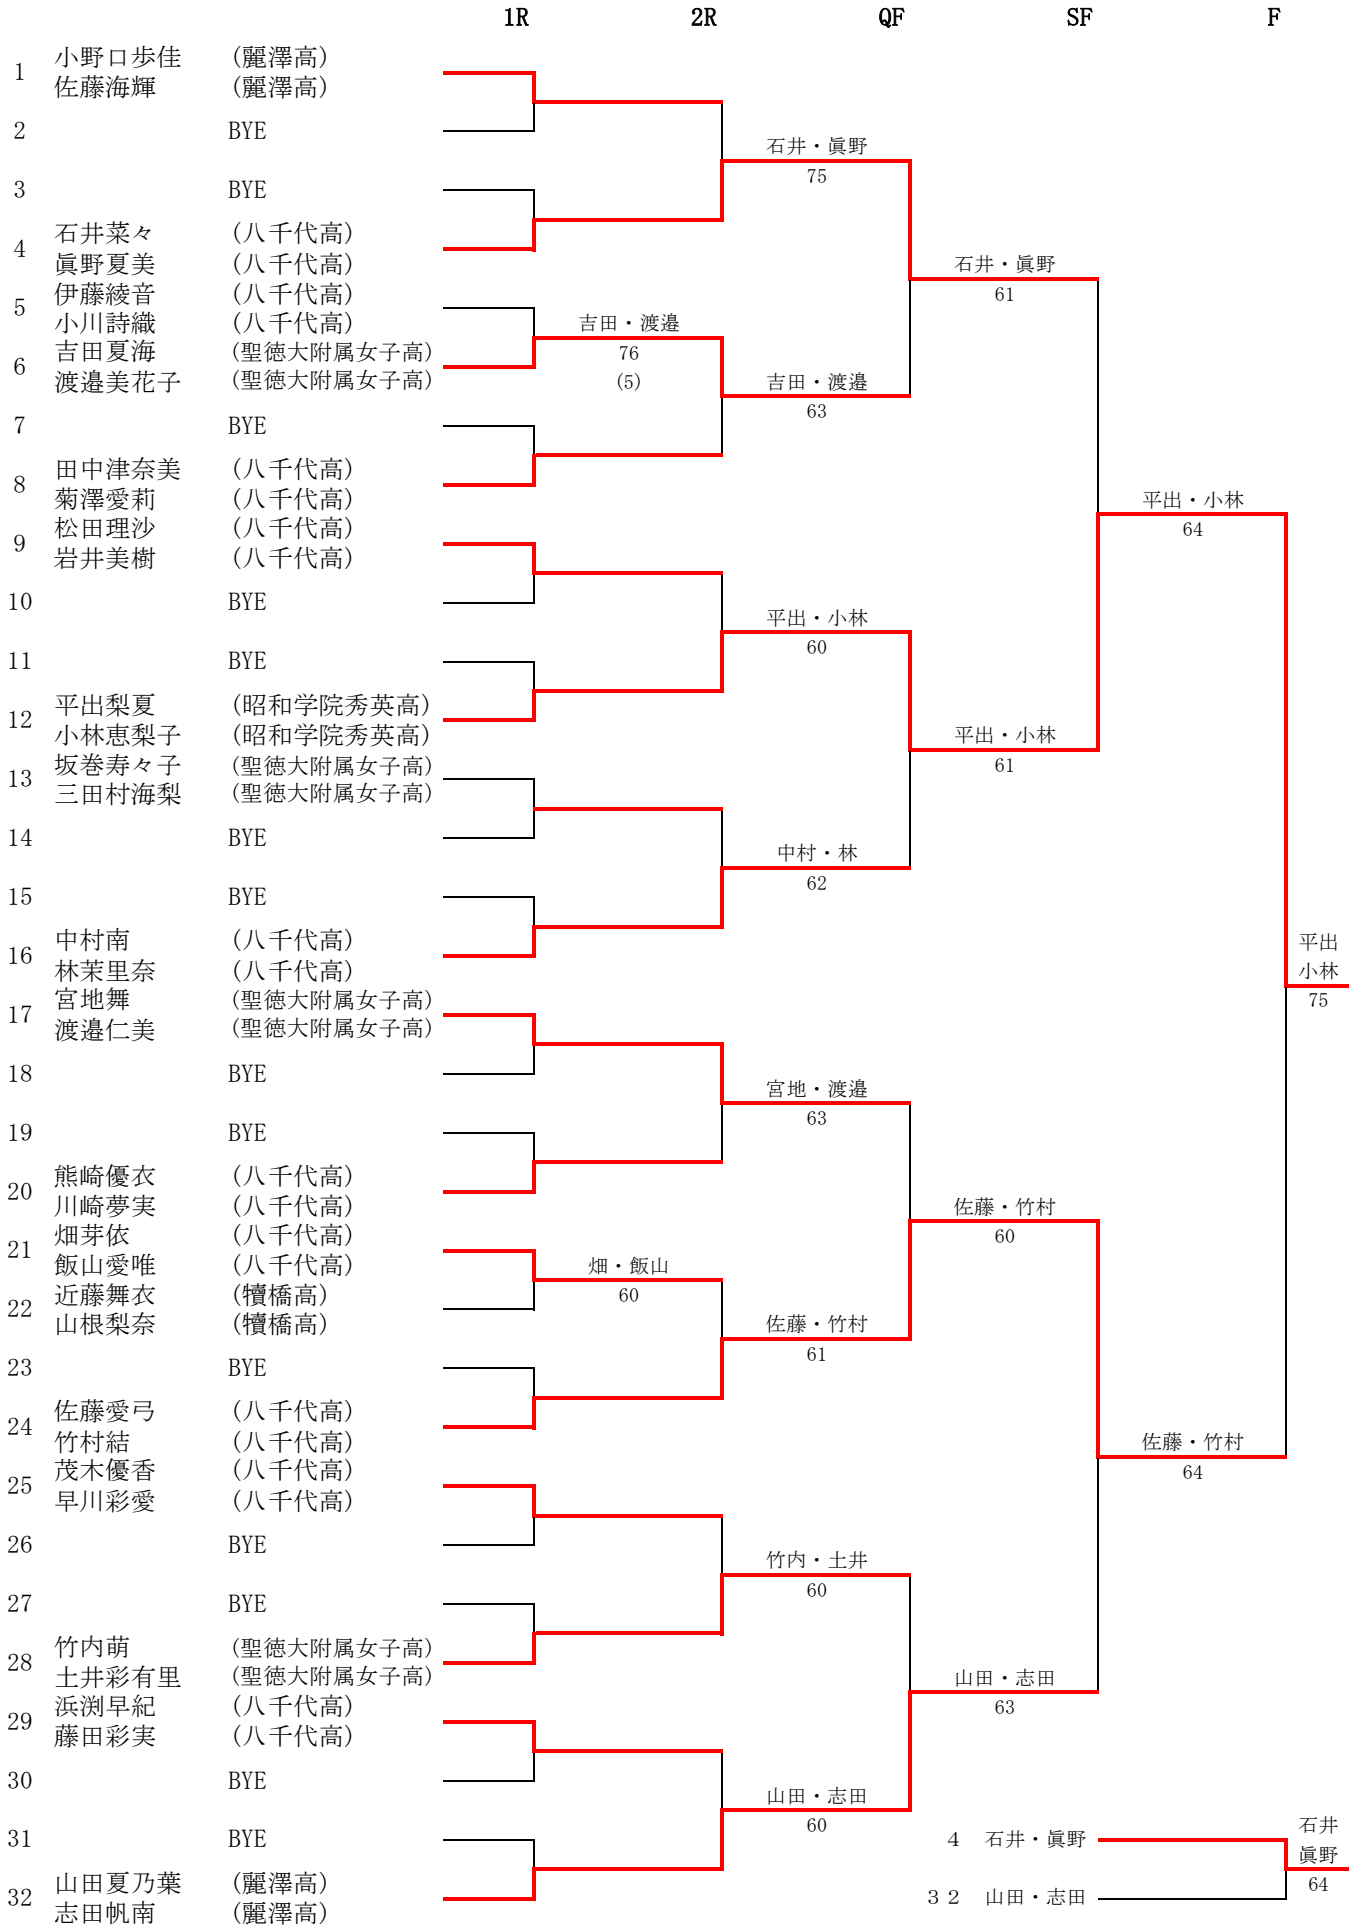 1R 2R QF SF F
1 小野口歩佳 (麗澤高)
佐藤海輝 (麗澤高)
2 BYE
石井・眞野
75
3 BYE
4 石井菜々 (八千代高)
眞野夏美 (八千代高)
石井・眞野
61
5 伊藤綾音 (八千代高)
小川詩織 (八千代高)
吉田・渡邉
76
(5)
6 吉田夏海 (聖徳大附属女子高)
渡邉美花子 (聖徳大附属女子高)
吉田・渡邉
63
7 BYE
8 田中津奈美 (八千代高)
菊澤愛莉 (八千代高)
平出・小林
64
9 松田理沙 (八千代高)
岩井美樹 (八千代高)
10 BYE
平出・小林
60
11 BYE
12 平出梨夏 (昭和学院秀英高)
小林恵梨子 (昭和学院秀英高)
平出・小林
61
13 坂巻寿々子 (聖徳大附属女子高)
三田村海梨 (聖徳大附属女子高)
14 BYE
中村・林
62
15 BYE
16 中村南 (八千代高)
林茉里奈 (八千代高)
平出
小林
75
17 宮地舞 (聖徳大附属女子高)
渡邉仁美 (聖徳大附属女子高)
18 BYE
宮地・渡邉
63
19 BYE
20 熊崎優衣 (八千代高)
川崎夢実 (八千代高)
佐藤・竹村
60
21 畑芽依 (八千代高)
飯山愛唯 (八千代高)
畑・飯山
60
22 近藤舞衣 (犢橋高)
山根梨奈 (犢橋高)
佐藤・竹村
61
23 BYE
24 佐藤愛弓 (八千代高)
竹村結 (八千代高)
佐藤・竹村
64
25 茂木優香 (八千代高)
早川彩愛 (八千代高)
26 BYE
竹内・土井
60
27 BYE
28 竹内萌 (聖徳大附属女子高)
土井彩有里 (聖徳大附属女子高)
山田・志田
63
29 浜渕早紀 (八千代高)
藤田彩実 (八千代高)
30 BYE
山田・志田
60
31 BYE
32 山田夏乃葉 (麗澤高)
志田帆南 (麗澤高)
4 石井・眞野
32 山田・志田
石井
眞野
64